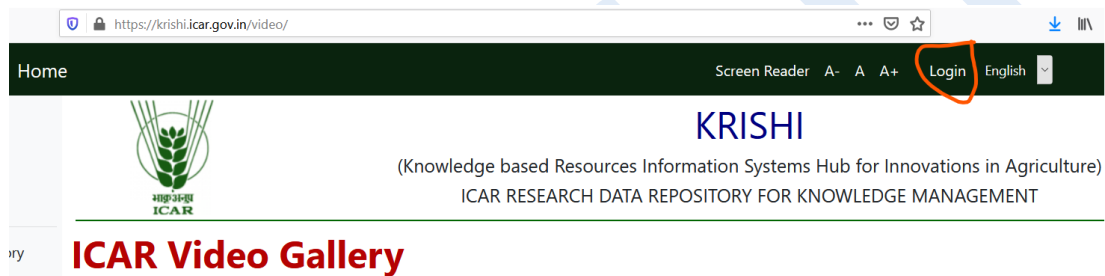 https://krishi.icar.gov.in/video/
Home Screen Reader A- A A+ Login English
KRISHI
(Knowledge based Resources Information Systems Hub for Innovations in Agriculture)
भाकृअनुप
ICAR
ICAR RESEARCH DATA REPOSITORY FOR KNOWLEDGE MANAGEMENT
ory
ICAR Video Gallery